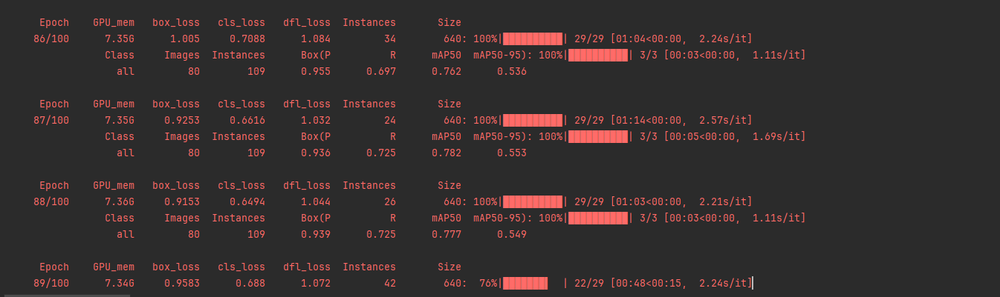 Epoch GPU_mem box_loss cls_loss dfl_loss Instances Size
86/100 7.35G 1.005 0.7088 1.084 34 640: 100%|██████████| 29/29 [01:04<00:00, 2.24s/it]
Class Images Instances Box(P R mAP50 mAP50-95): 100%|██████████| 3/3 [00:03<00:00, 1.11s/it]
all 80 109 0.955 0.697 0.762 0.536
Epoch GPU_mem box_loss cls_loss dfl_loss Instances Size
87/100 7.35G 0.9253 0.6616 1.032 24 640: 100%|██████████| 29/29 [01:14<00:00, 2.57s/it]
Class Images Instances Box(P R mAP50 mAP50-95): 100%|██████████| 3/3 [00:05<00:00, 1.69s/it]
all 80 109 0.936 0.725 0.782 0.553
Epoch GPU_mem box_loss cls_loss dfl_loss Instances Size
88/100 7.36G 0.9153 0.6494 1.044 26 640: 100%|██████████| 29/29 [01:03<00:00, 2.21s/it]
Class Images Instances Box(P R mAP50 mAP50-95): 100%|██████████| 3/3 [00:03<00:00, 1.11s/it]
all 80 109 0.939 0.725 0.777 0.549
Epoch GPU_mem box_loss cls_loss dfl_loss Instances Size
89/100 7.34G 0.9583 0.688 1.072 42 640: 76%|███████▌ | 22/29 [00:48<00:15, 2.24s/it]